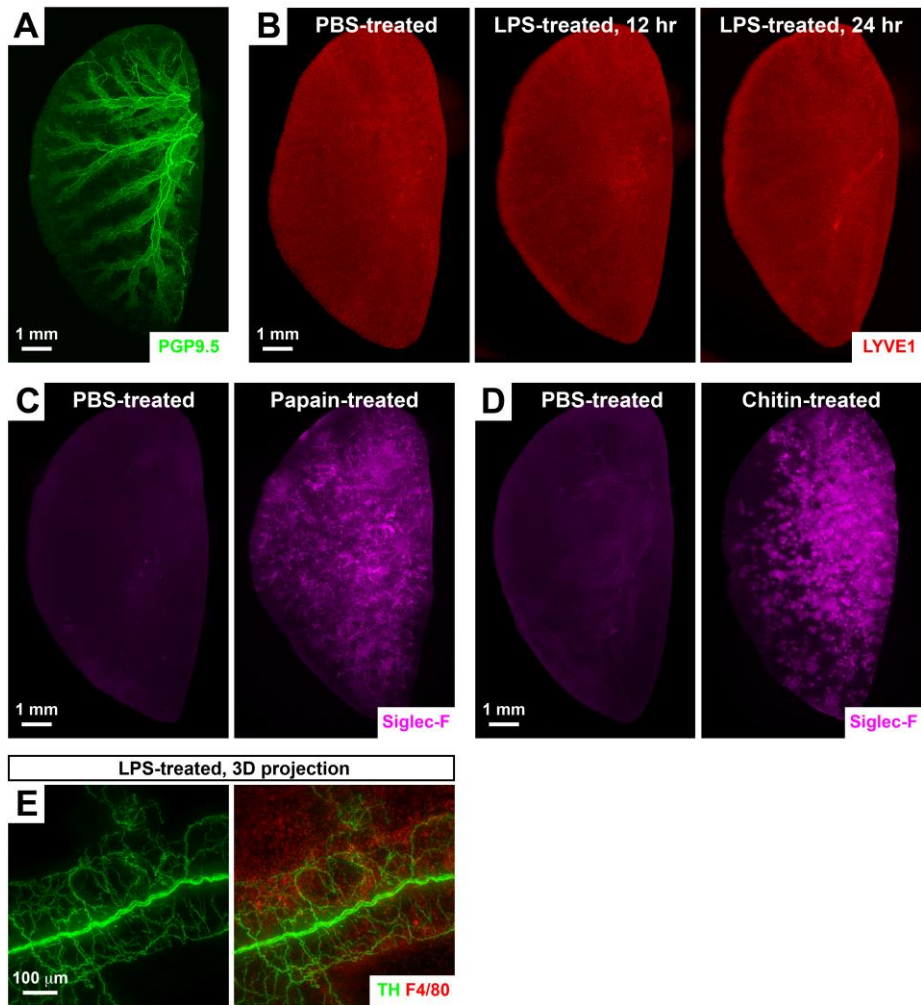 A
1 mm
PGP9.5
B
PBS-treated
LPS-treated, 12 hr
LPS-treated, 24 hr
1 mm
LYVE1
C
PBS-treated
Papain-treated
1 mm
Siglec-F
D
PBS-treated
Chitin-treated
1 mm
Siglec-F
LPS-treated, 3D projection
E
100 μm
TH F4/80